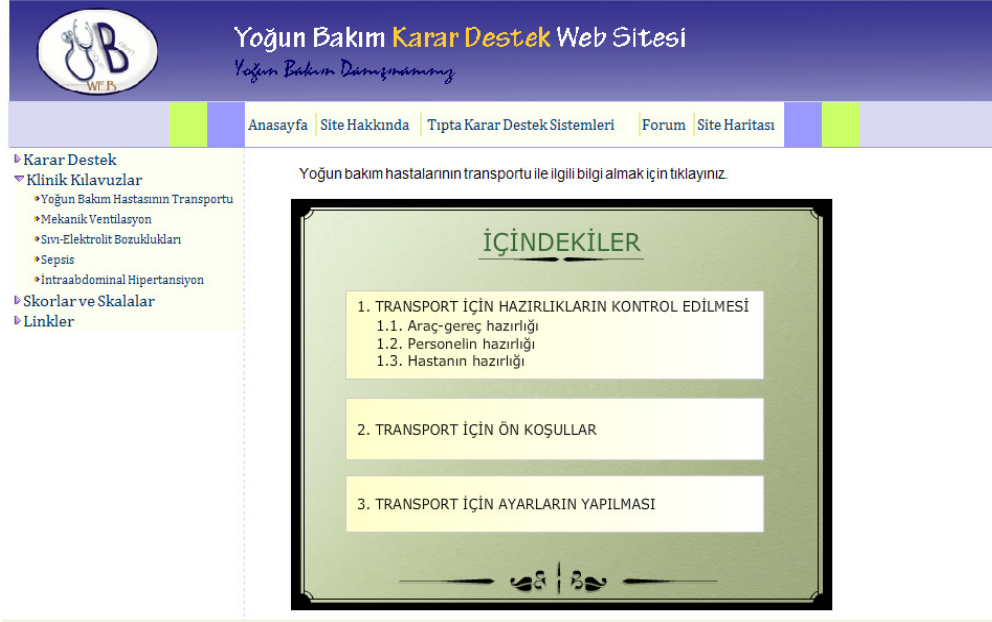 YB
WEB
Yoğun Bakım Karar Destek Web Sitesi
Yoğun Bakım Danışmanınız
Anasayfa Site Hakkında Tıpta Karar Destek Sistemleri Forum Site Haritası
Karar Destek
Klinik Kılavuzlar
Yoğun Bakım Hastasının Transportu
Mekanik Ventilasyon
Sıvı-Elektrolit Bozuklukları
Sepsis
İntraabdominal Hipertansiyon
Skorlar ve Skalalar
Linkler
Yoğun bakım hastalarının transportu ile ilgili bilgi almak için tıklayınız.
İÇİNDEKİLER
1. TRANSPORT İÇİN HAZIRLIKLARIN KONTROL EDİLMESİ
1.1. Araç-gereç hazırlığı
1.2. Personelin hazırlığı
1.3. Hastanın hazırlığı
2. TRANSPORT İÇİN ÖN KOŞULLAR
3. TRANSPORT İÇİN AYARLARIN YAPILMASI